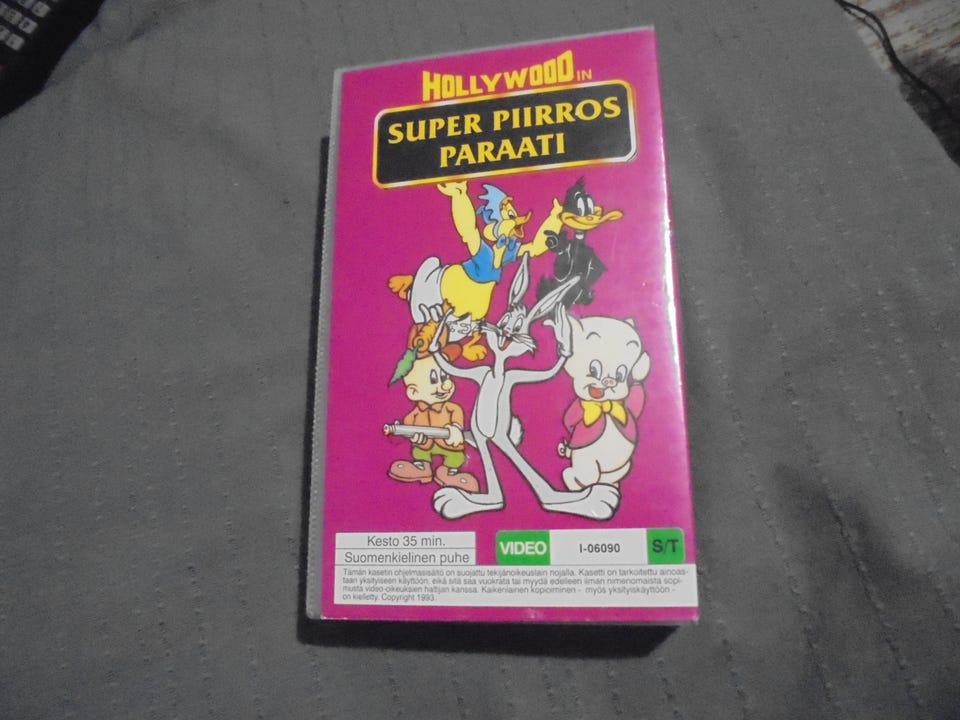 HOLLYWOOD IN
SUPER PIIRROS
PARAATI
Kesto 35 min.
Suomenkielinen puhe
VIDEO I-06090 S/T
Tämän kasetin ohjelmasisältö on suojattu tekijänoikeuslain nojalla. Kasetti on tarkoitettu ainoas-
taan yksityiseen käyttöön, eikä sitä saa vuokrata tai myydä edelleen ilman nimenomaista sopi-
musta video-oikeuksien haltijan kanssa. Kaikenlainen kopioiminen - myös yksityiskäyttöön -
on kielletty. Copyright 1993.